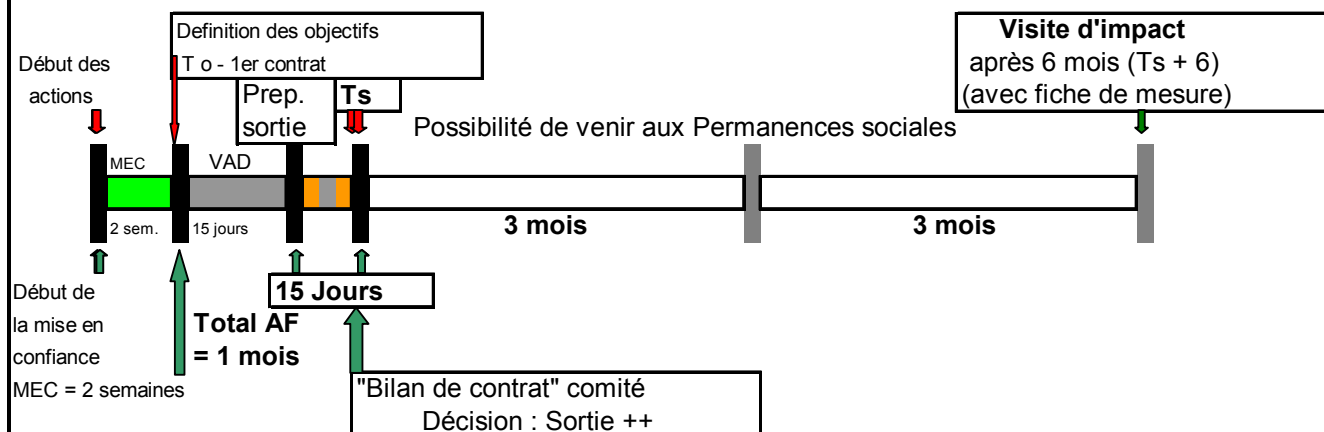 Definition des objectifs
T o - 1er contrat
Début des
actions
Prep.
sortie
Ts
Visite d'impact
après 6 mois (Ts + 6)
(avec fiche de mesure)
Possibilité de venir aux Permanences sociales
MEC
VAD
2 sem.
15 jours
3 mois
3 mois
15 Jours
Début de
la mise en
confiance
MEC = 2 semaines
Total AF
= 1 mois
"Bilan de contrat" comité
Décision : Sortie ++